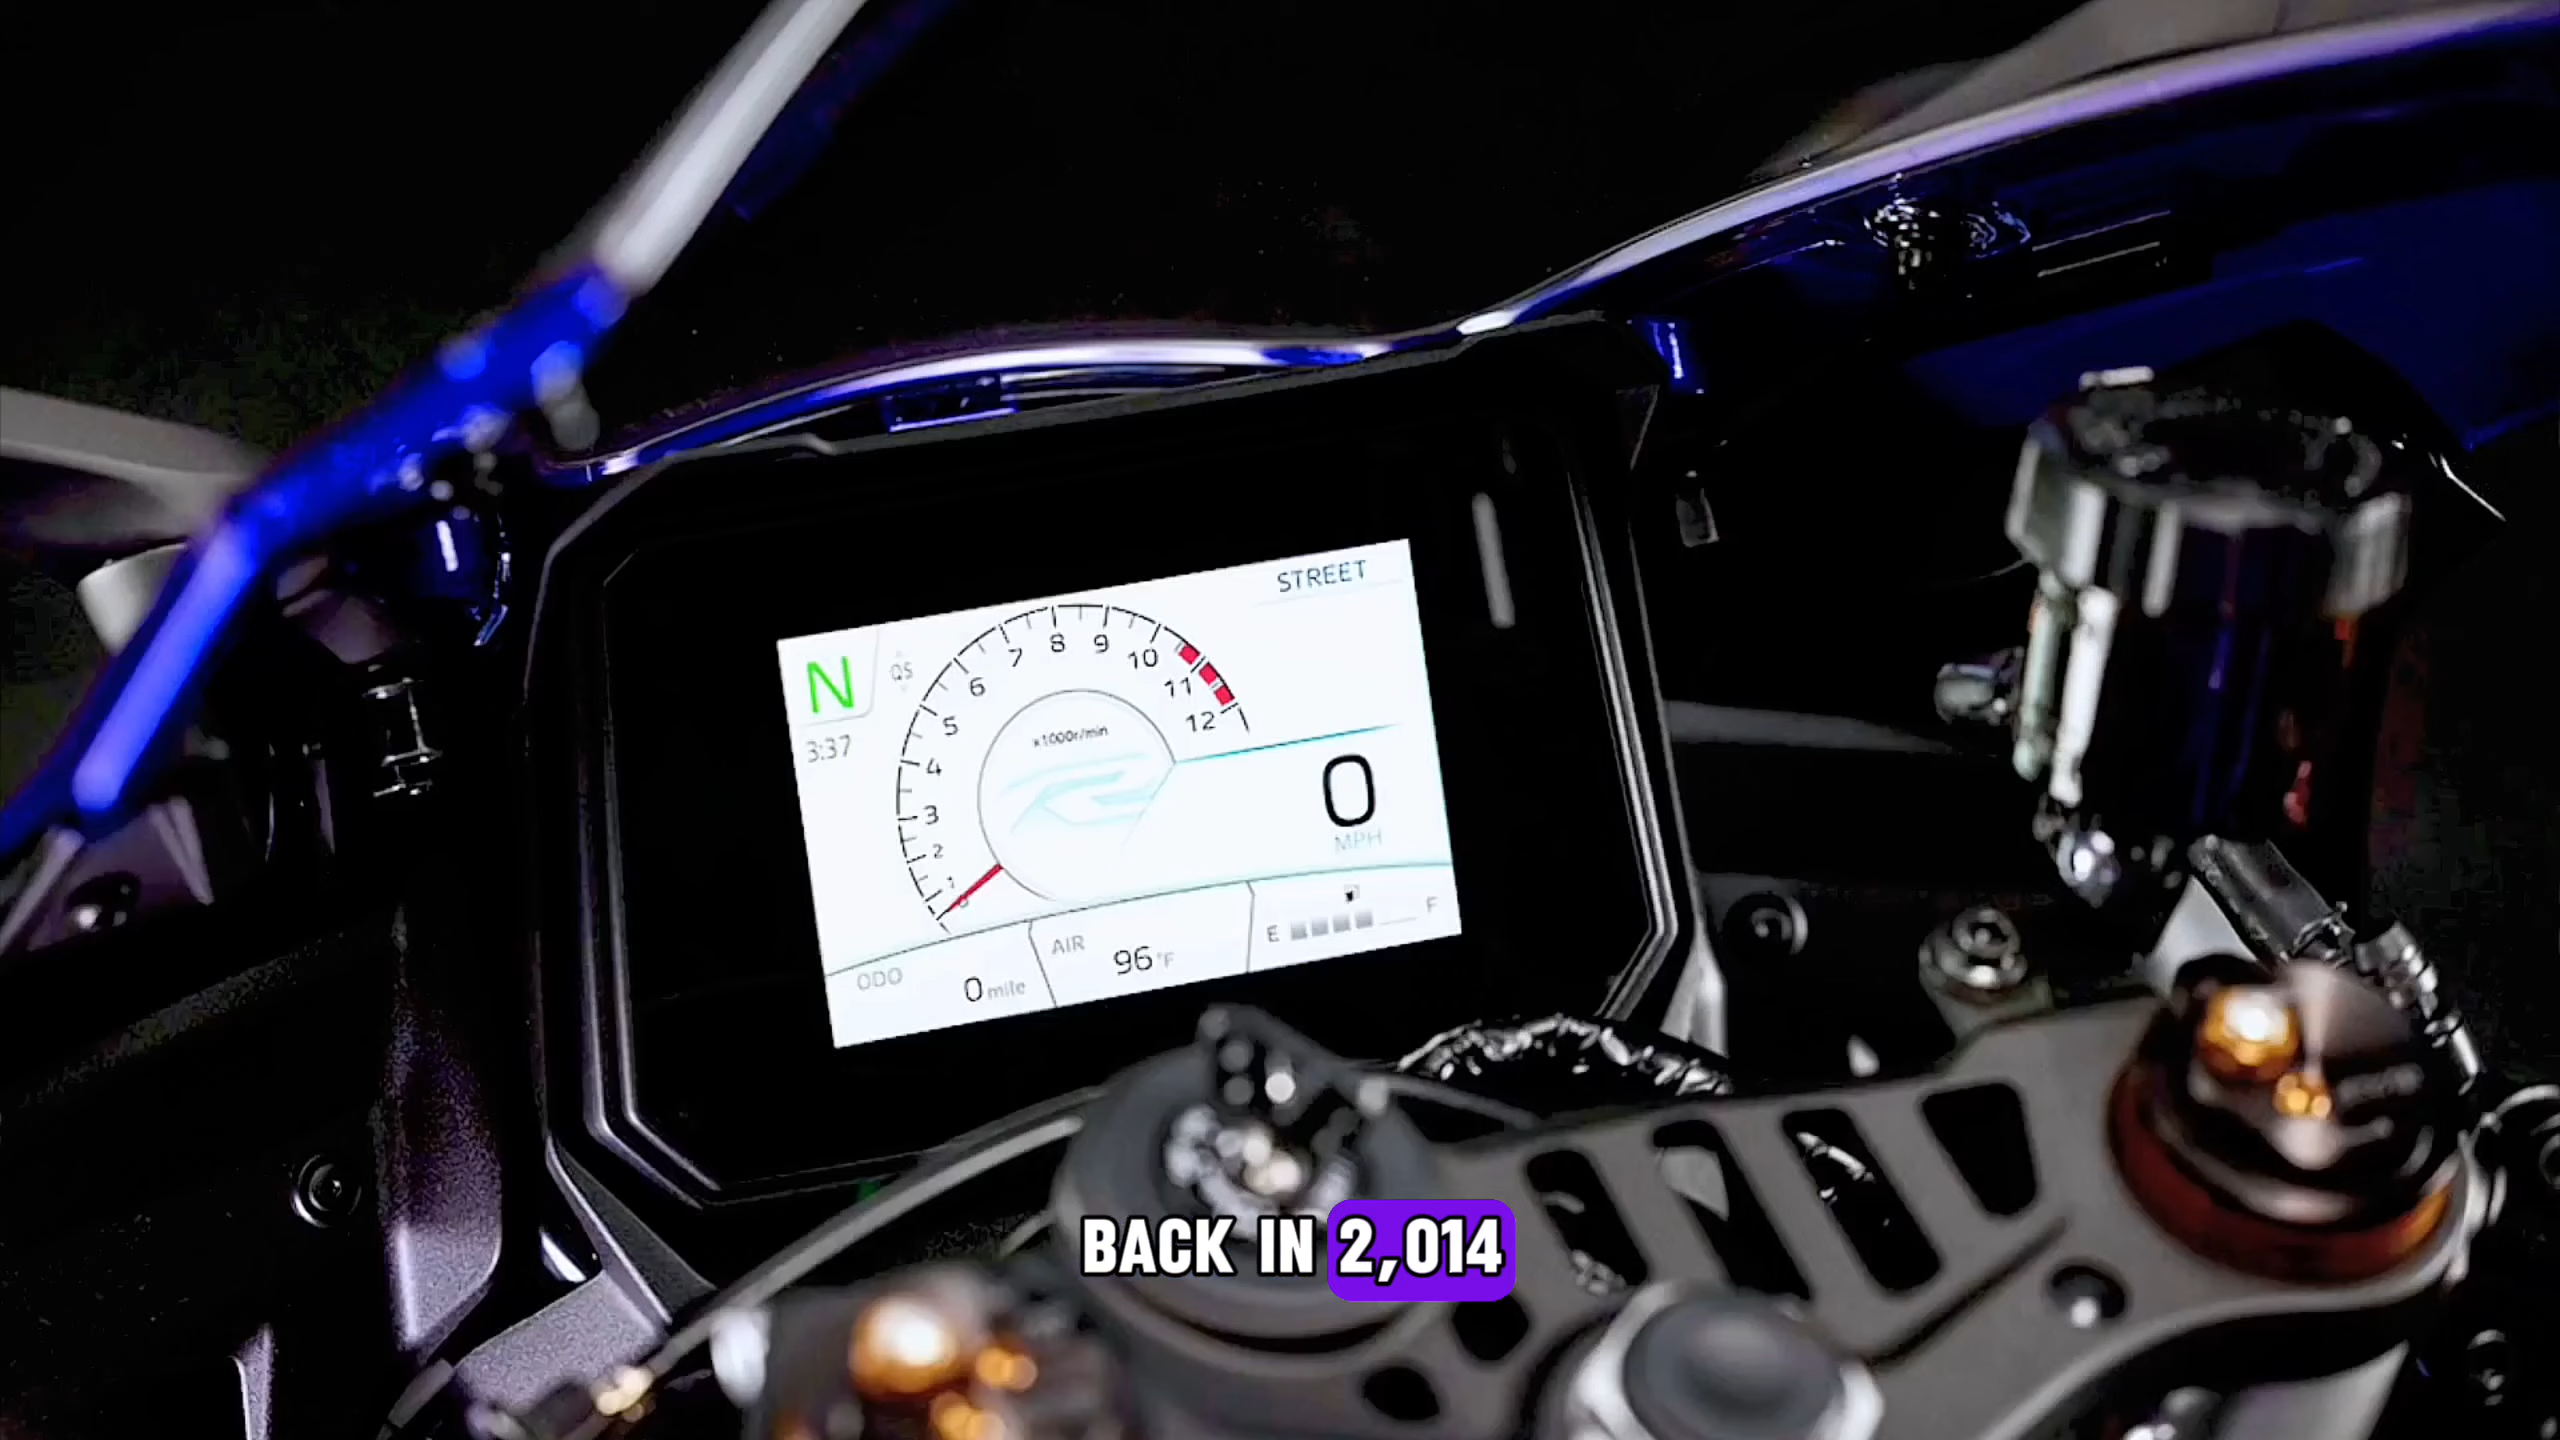 STREET
N
QS
3:37
1
2
3
4
5
6
7
8
9
10
11
12
x1000r/min
0
MPH
ODO
0 mile
AIR
96 °F
E
F
BACK IN 2,014